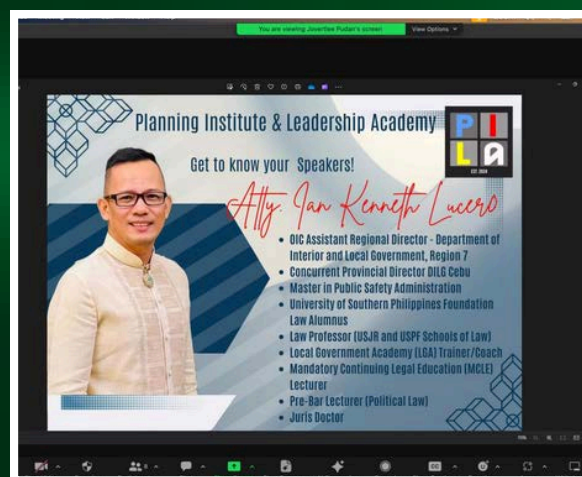 You are viewing Jovertlee Pudan's screen
View Options
Planning Institute & Leadership Academy
PI
LA
EST. 2024
Get to know your Speakers!
Atty. Ian Kenneth Lucero
• OIC Assistant Regional Director - Department of
Interior and Local Government, Region 7
• Concurrent Provincial Director DILG Cebu
• Master in Public Safety Administration
• University of Southern Philippines Foundation
Law Alumnus
• Law Professor (USJR and USPF Schools of Law)
• Local Government Academy (LGA) Trainer/Coach
• Mandatory Continuing Legal Education (MCLE)
Lecturer
• Pre-Bar Lecturer (Political Law)
• Juris Doctor
CC